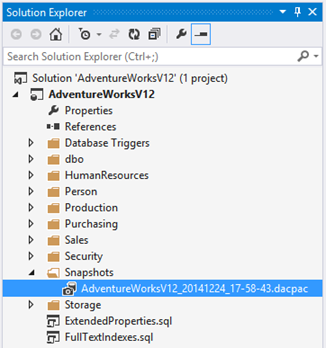 Solution Explorer
Search Solution Explorer (Ctrl+;)
Solution 'AdventureWorksV12' (1 project)
AdventureWorksV12
Properties
References
Database Triggers
dbo
HumanResources
Person
Production
Purchasing
Sales
Security
Snapshots
AdventureWorksV12_20141224_17-58-43.dacpac
Storage
ExtendedProperties.sql
FullTextIndexes.sql